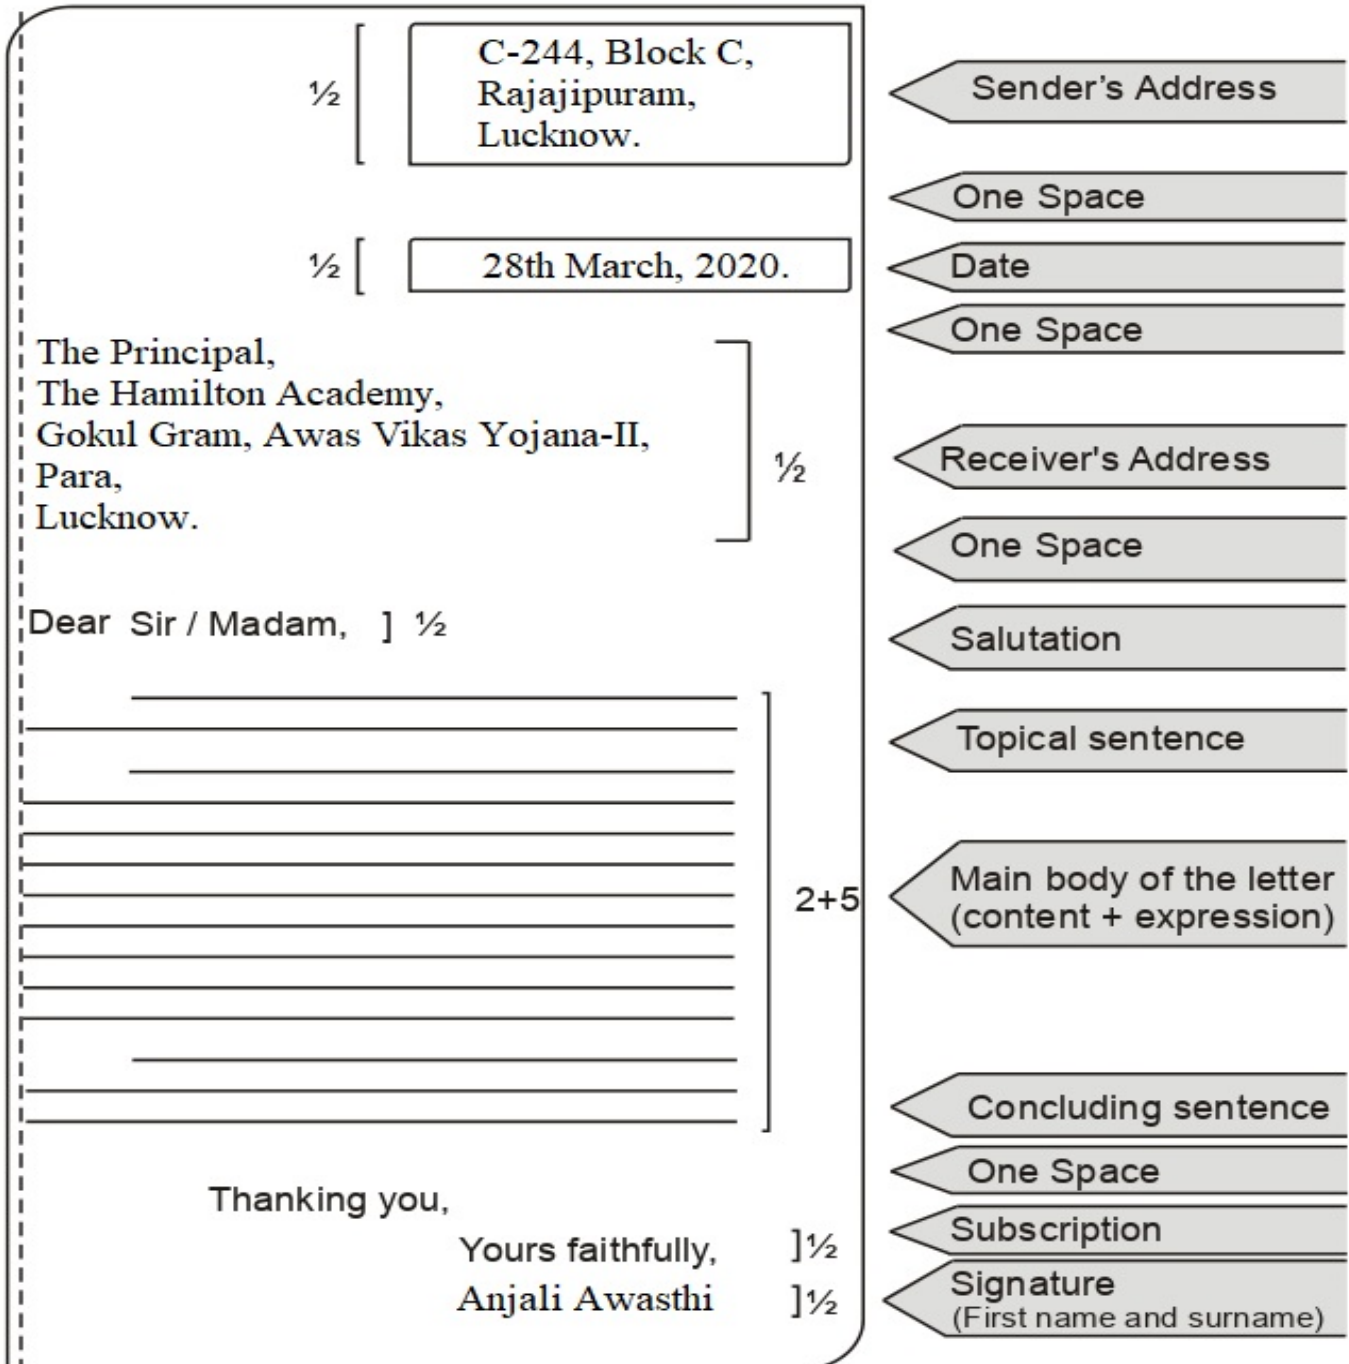 C-244, Block C,
Rajajipuram,
Lucknow.
½
Sender's Address
One Space
½
28th March, 2020.
Date
One Space
The Principal,
The Hamilton Academy,
Gokul Gram, Awas Vikas Yojana-II,
Para,
Lucknow.
½
Receiver's Address
One Space
Dear Sir / Madam, ] ½
Salutation
Topical sentence
2+5
Main body of the letter
(content + expression)
Concluding sentence
One Space
Thanking you,
Subscription
Yours faithfully, ]½
Anjali Awasthi ]½
Signature
(First name and surname)